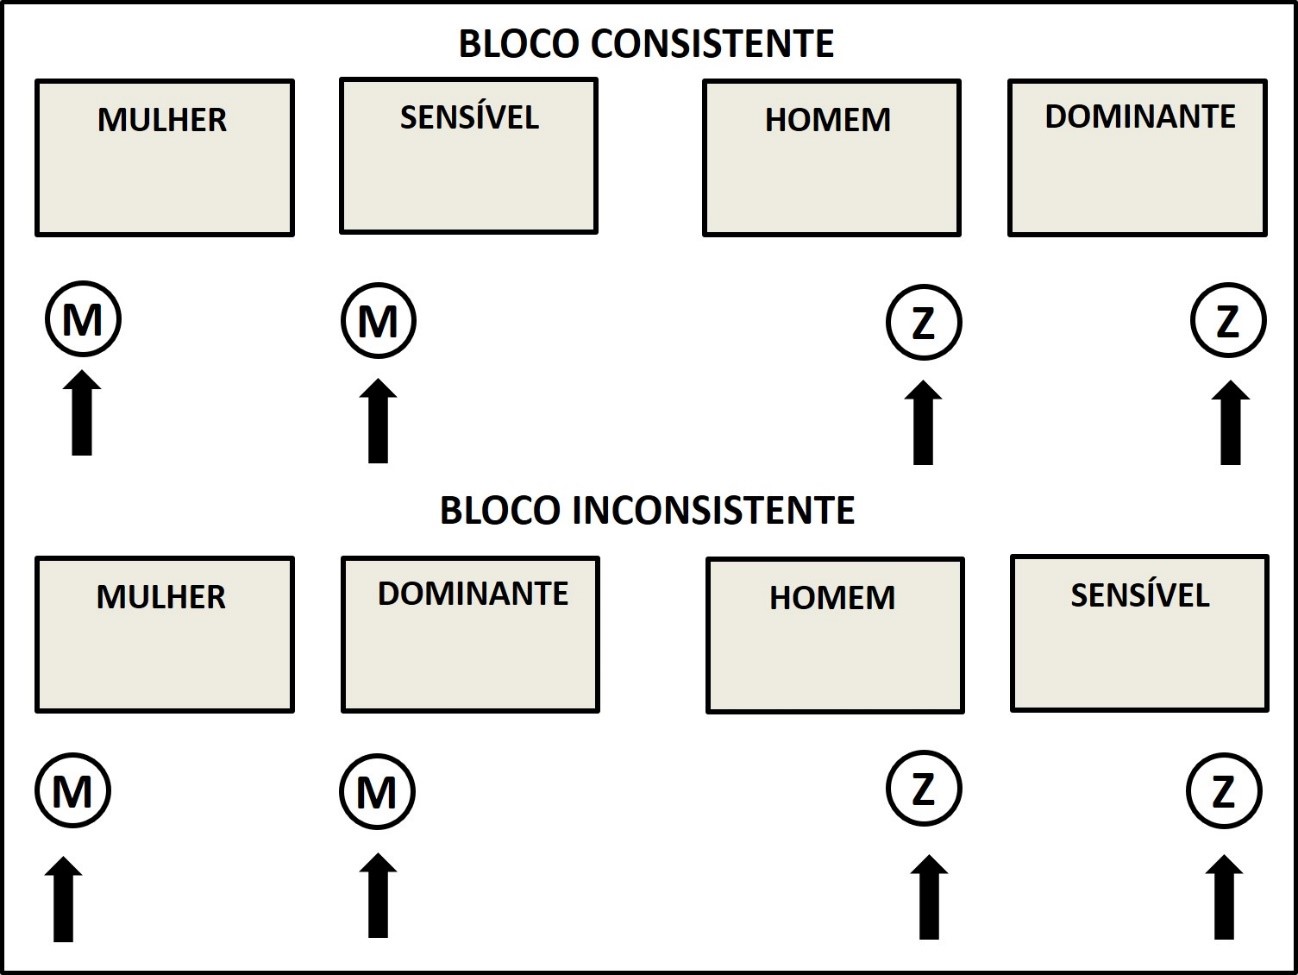 BLOCO CONSISTENTE
MULHER
SENSÍVEL
HOMEM
DOMINANTE
M
M
Z
Z
BLOCO INCONSISTENTE
MULHER
DOMINANTE
HOMEM
SENSÍVEL
M
M
Z
Z